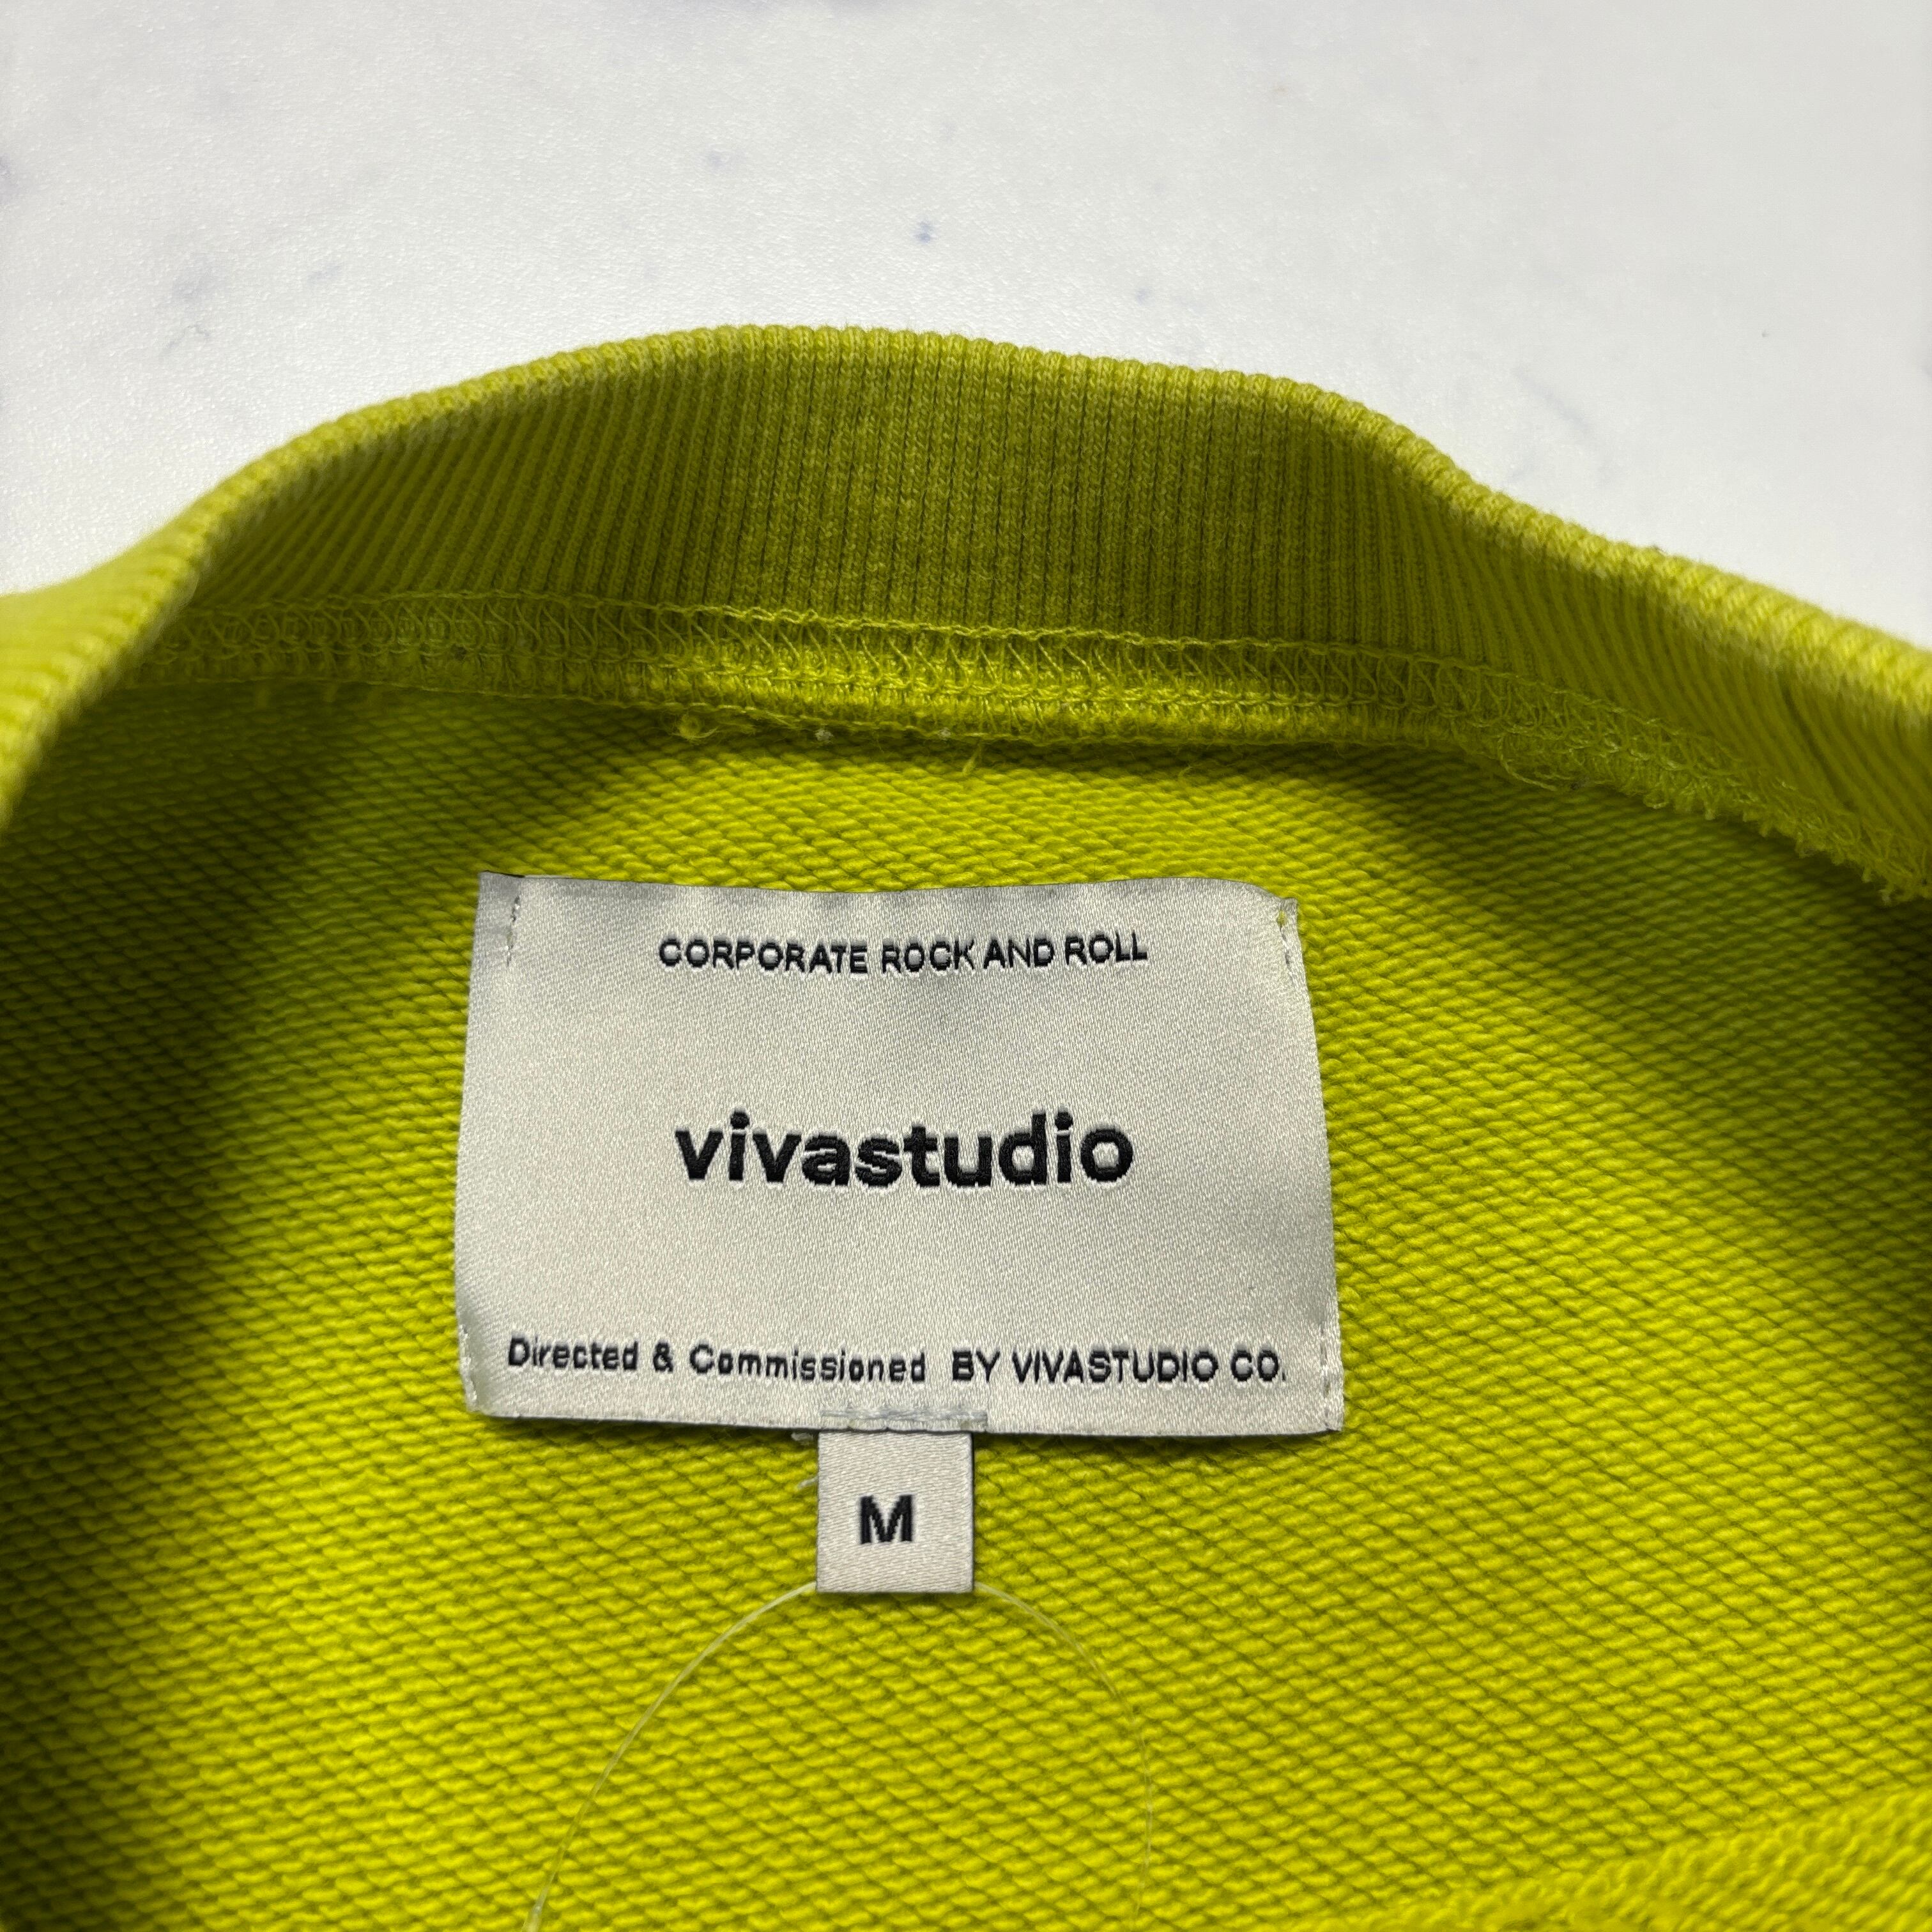 CORPORATE ROCK AND ROLL
vivastudio
Directed & Commissioned BY VIVASTUDIO CO.
M